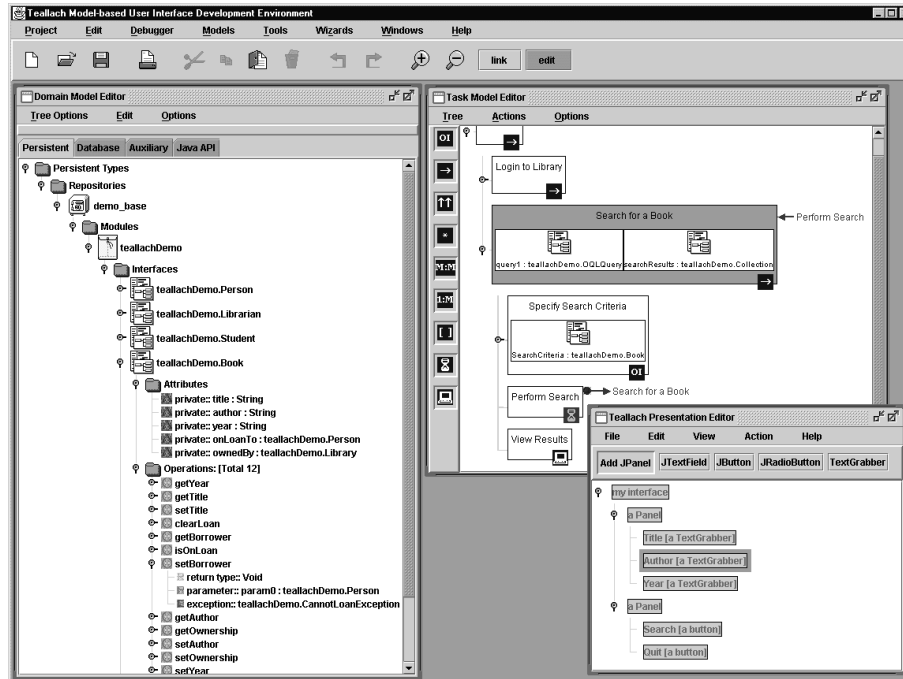 Teallach Model-based User Interface Development Environment
Project Edit Debugger Models Tools Wizards Windows Help
link edit
Domain Model Editor
Tree Options Edit Options
Persistent Database Auxiliary Java API
Persistent Types
Repositories
demo_base
Modules
teallachDemo
Interfaces
teallachDemo.Person
teallachDemo.Librarian
teallachDemo.Student
teallachDemo.Book
Attributes
private:: title : String
private:: author : String
private:: year : String
private:: onLoanTo : teallachDemo.Person
private:: ownedBy : teallachDemo.Library
Operations: [Total 12]
getYear
getTitle
setTitle
clearLoan
getBorrower
isOnLoan
setBorrower
return type:: Void
parameter:: param0 : teallachDemo.Person
exception:: teallachDemo.CannotLoanException
getAuthor
getOwnership
setAuthor
setOwnership
setYear
Task Model Editor
Tree Actions Options
OI
*
M:M
1:M
[ ]
Login to Library
Search for a Book
Perform Search
query1 : teallachDemo.OQLQuery
searchResults : teallachDemo.Collection
Specify Search Criteria
SearchCriteria : teallachDemo.Book
OI
Perform Search
Search for a Book
View Results
Teallach Presentation Editor
File Edit View Action Help
Add JPanel JTextField JButton JRadioButton TextGrabber
my interface
a Panel
Title [a TextGrabber]
Author [a TextGrabber]
Year [a TextGrabber]
a Panel
Search [a button]
Quit [a button]